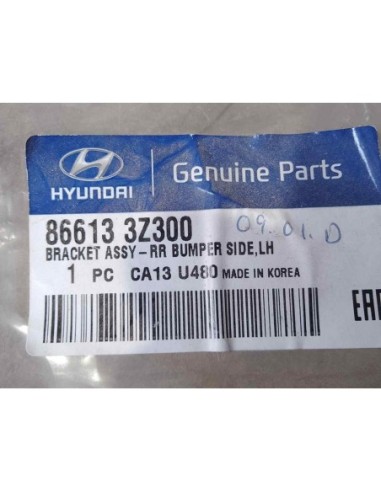 HYUNDAI
Genuine Parts
86613 3Z300
09.01.D
BRACKET ASSY-RR BUMPER SIDE,LH
1 PC CA13 U480 MADE IN KOREA
EAC